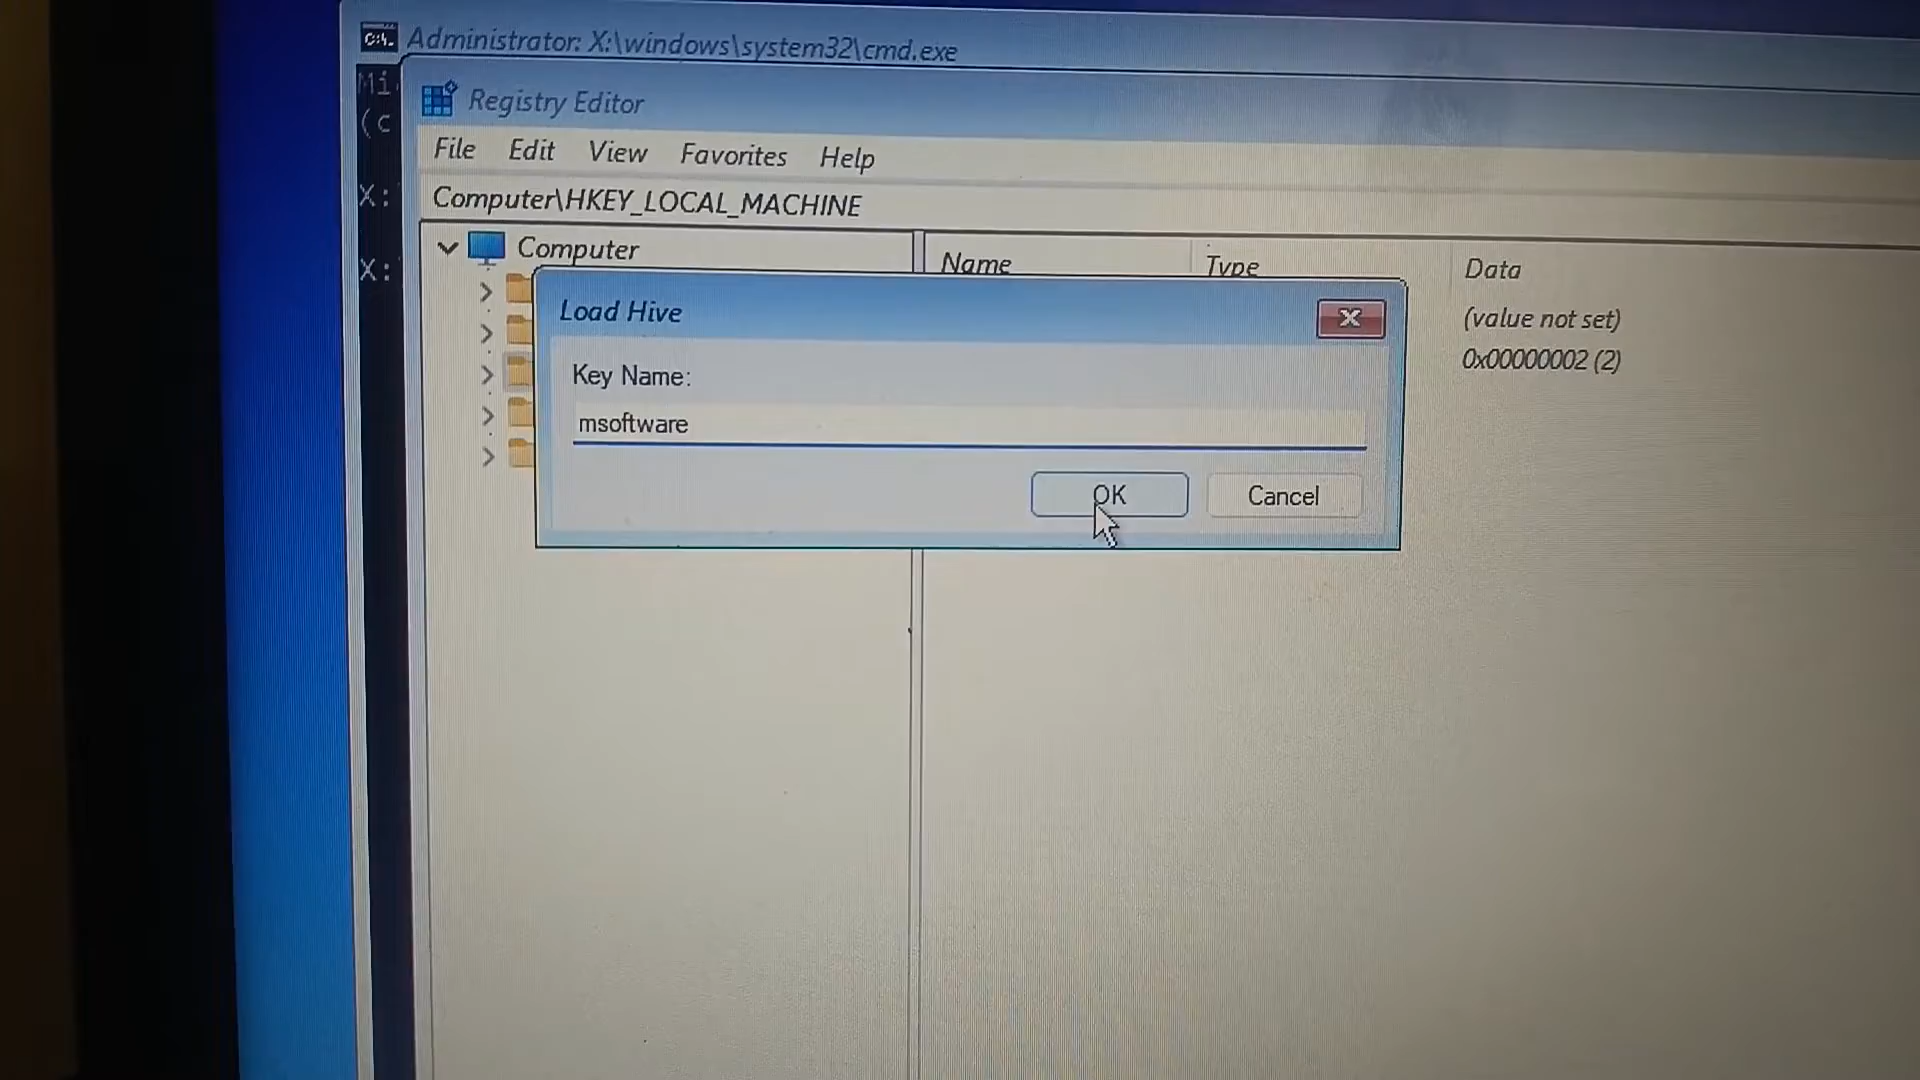 Administrator: X:\windows\system32\cmd.exe
Mi
Registry Editor
(c
File Edit View Favorites Help
X:
Computer\HKEY_LOCAL_MACHINE
Computer
Name Type Data
X:
Load Hive
(value not set)
0x00000002 (2)
Key Name:
msoftware
OK Cancel